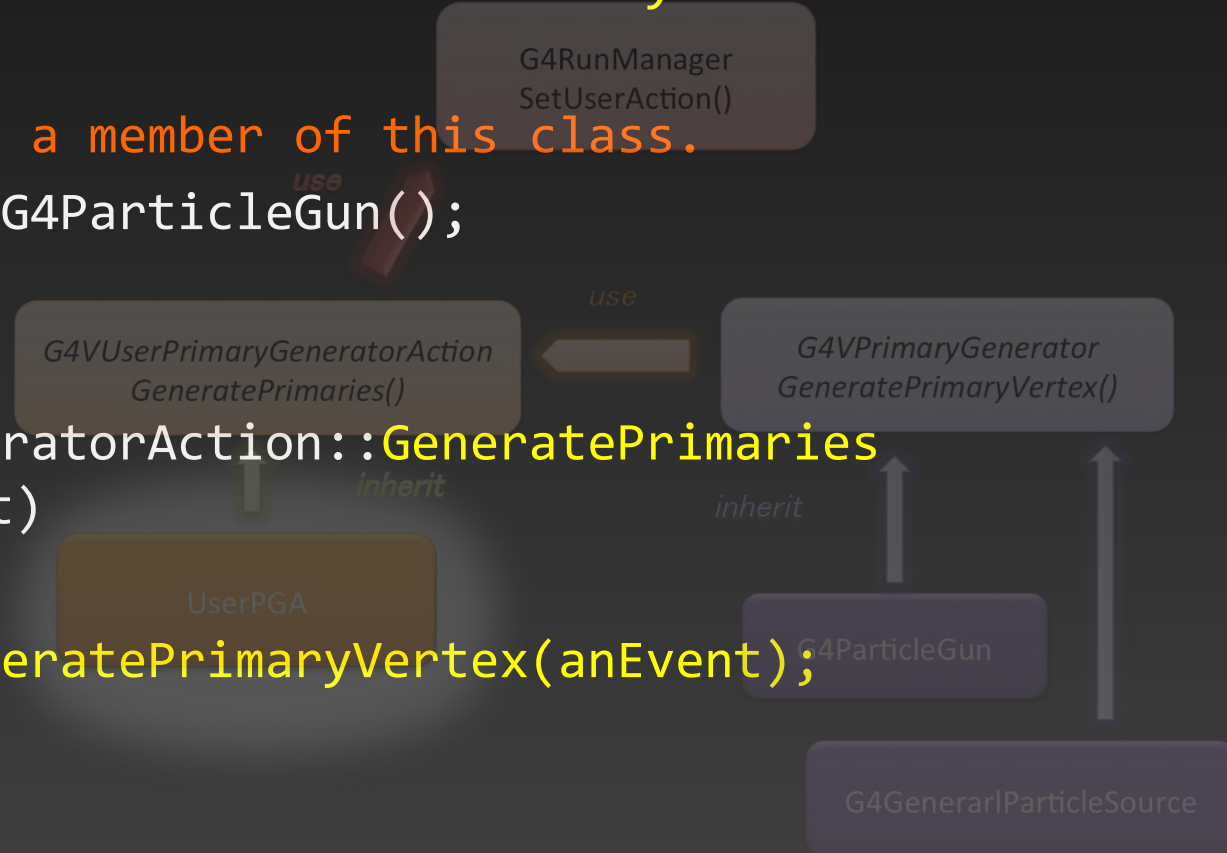 G4RunManager
SetUserAction()
a member of this class.
use
G4ParticleGun();
use
G4VUserPrimaryGeneratorAction
GeneratePrimaries()
G4VPrimaryGenerator
GeneratePrimaryVertex()
ratorAction::GeneratePrimaries
inherit
t)
inherit
UserPGA
eratePrimaryVertex(anEvent);
G4ParticleGun
G4GenerarlParticleSource